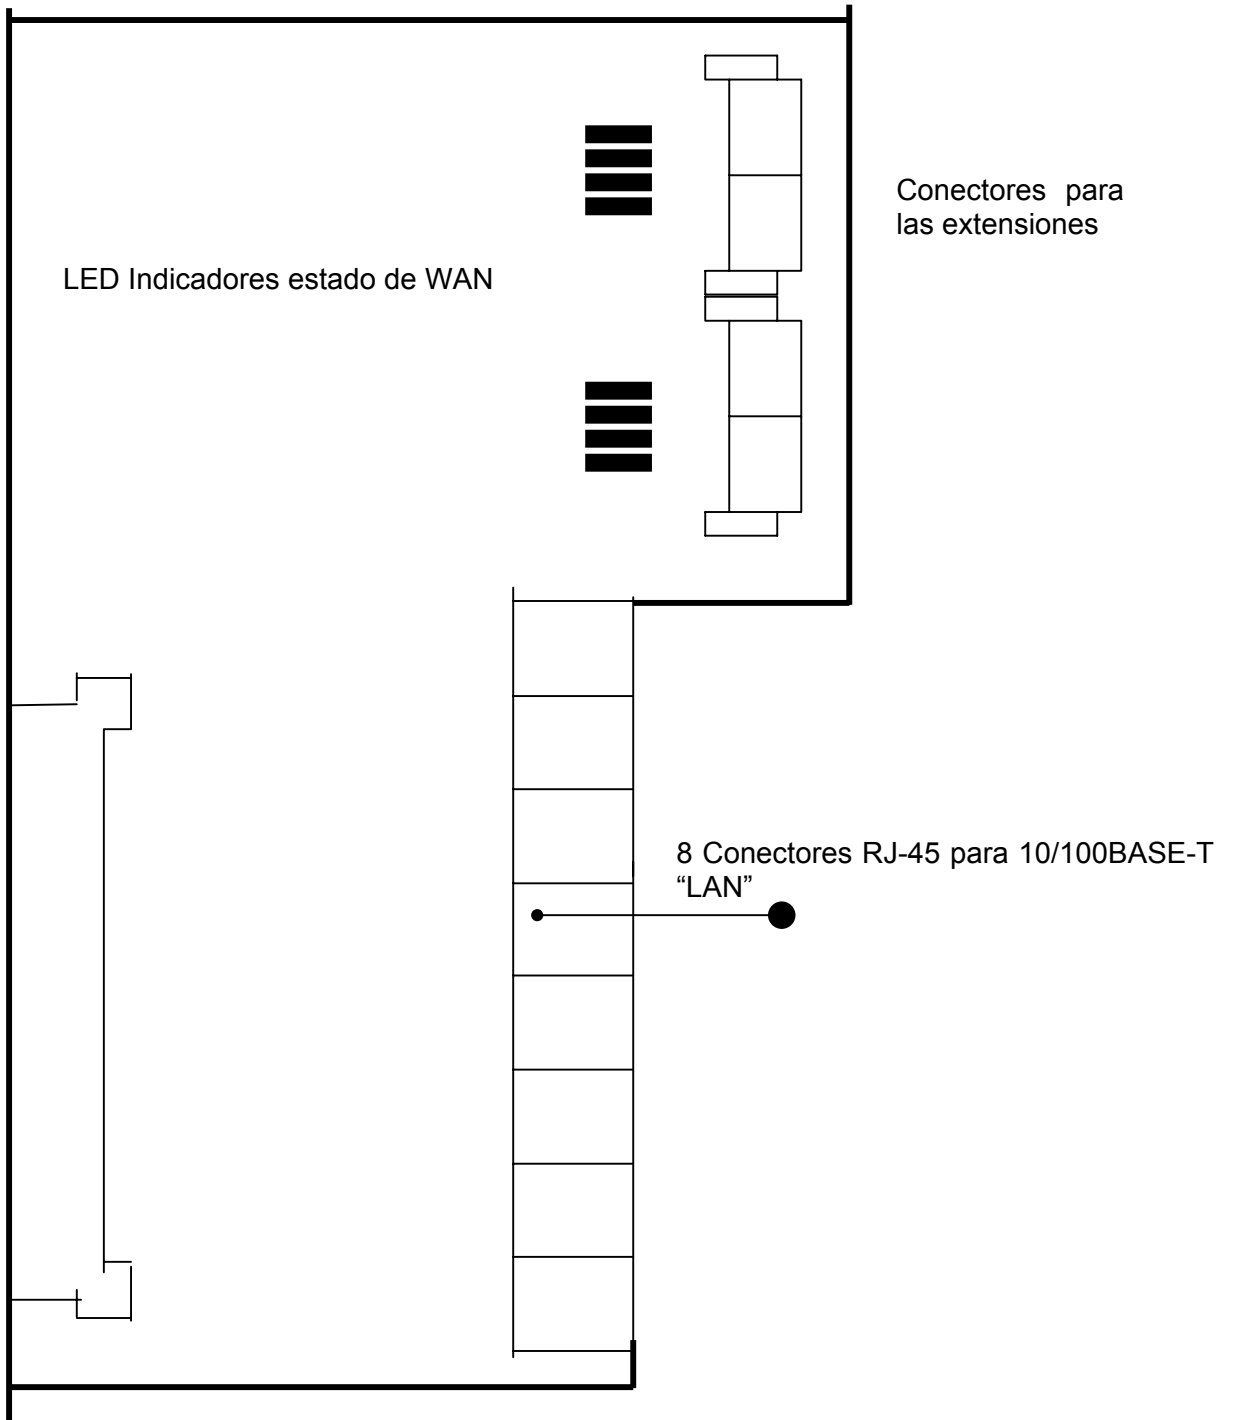 Conectores para
las extensiones
LED Indicadores estado de WAN
8 Conectores RJ-45 para 10/100BASE-T
“LAN”